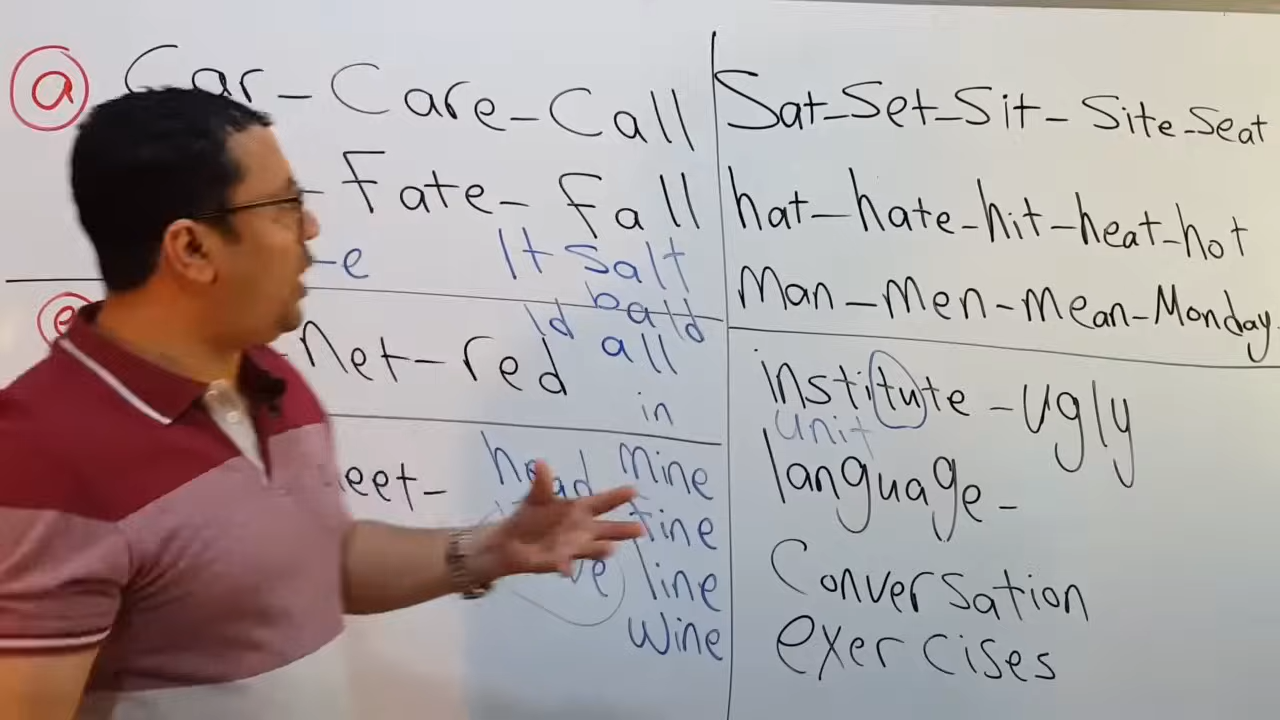 a Car - Care - Call
- Fate - Fall
- e lt Salt
ld bald
all
e
- Net - red
in
eet -
head mine
fine
line
wine
Sat - Set - Sit - Site - Seat
hat - hate - hit - heat - hot
Man - Men - Mean - Monday
institute - Ugly
Unit
language -
Conversation
exercises